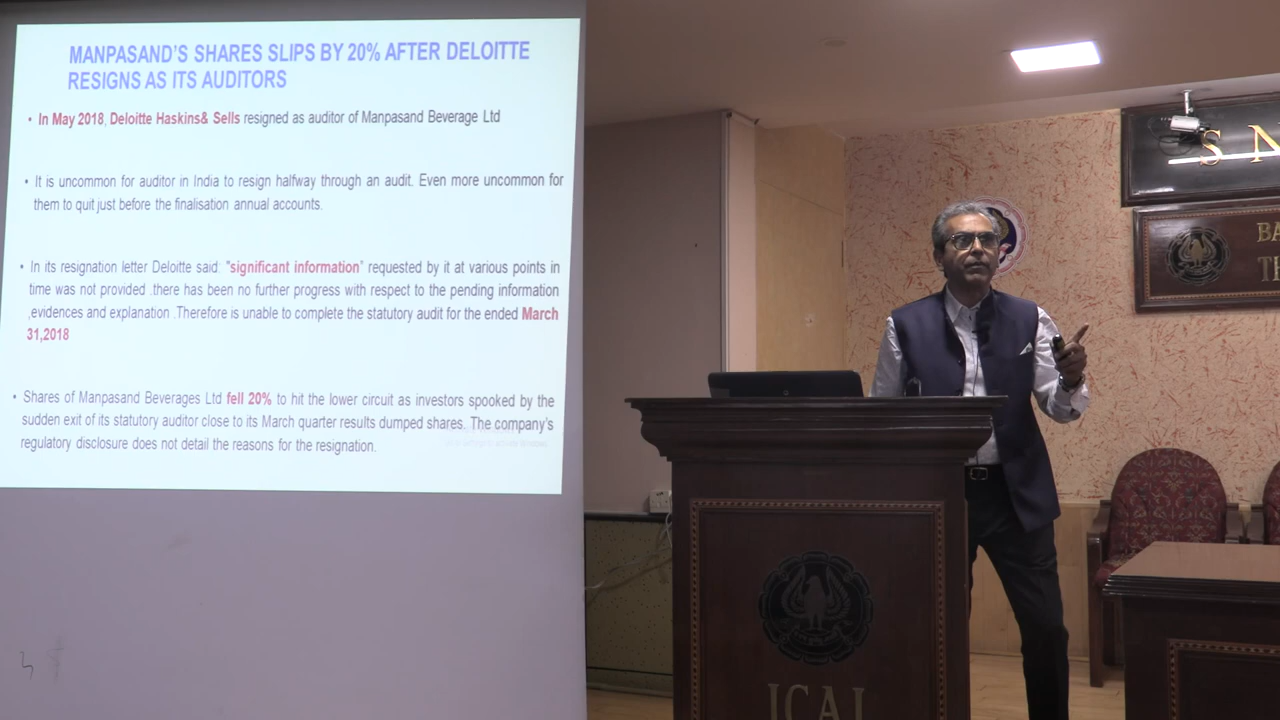 MANPASAND'S SHARES SLIPS BY 20% AFTER DELOITTE
RESIGNS AS ITS AUDITORS
• In May 2018, Deloitte Haskins& Sells resigned as auditor of Manpasand Beverage Ltd
• It is uncommon for auditor in India to resign halfway through an audit. Even more uncommon for
them to quit just before the finalisation annual accounts.
• In its resignation letter Deloitte said: "significant information" requested by it at various points in
time was not provided .there has been no further progress with respect to the pending information
,evidences and explanation .Therefore is unable to complete the statutory audit for the ended March
31,2018
• Shares of Manpasand Beverages Ltd fell 20% to hit the lower circuit as investors spooked by the
sudden exit of its statutory auditor close to its March quarter results dumped shares. The company's
regulatory disclosure does not detail the reasons for the resignation.
S N
BA
TH
ICAI